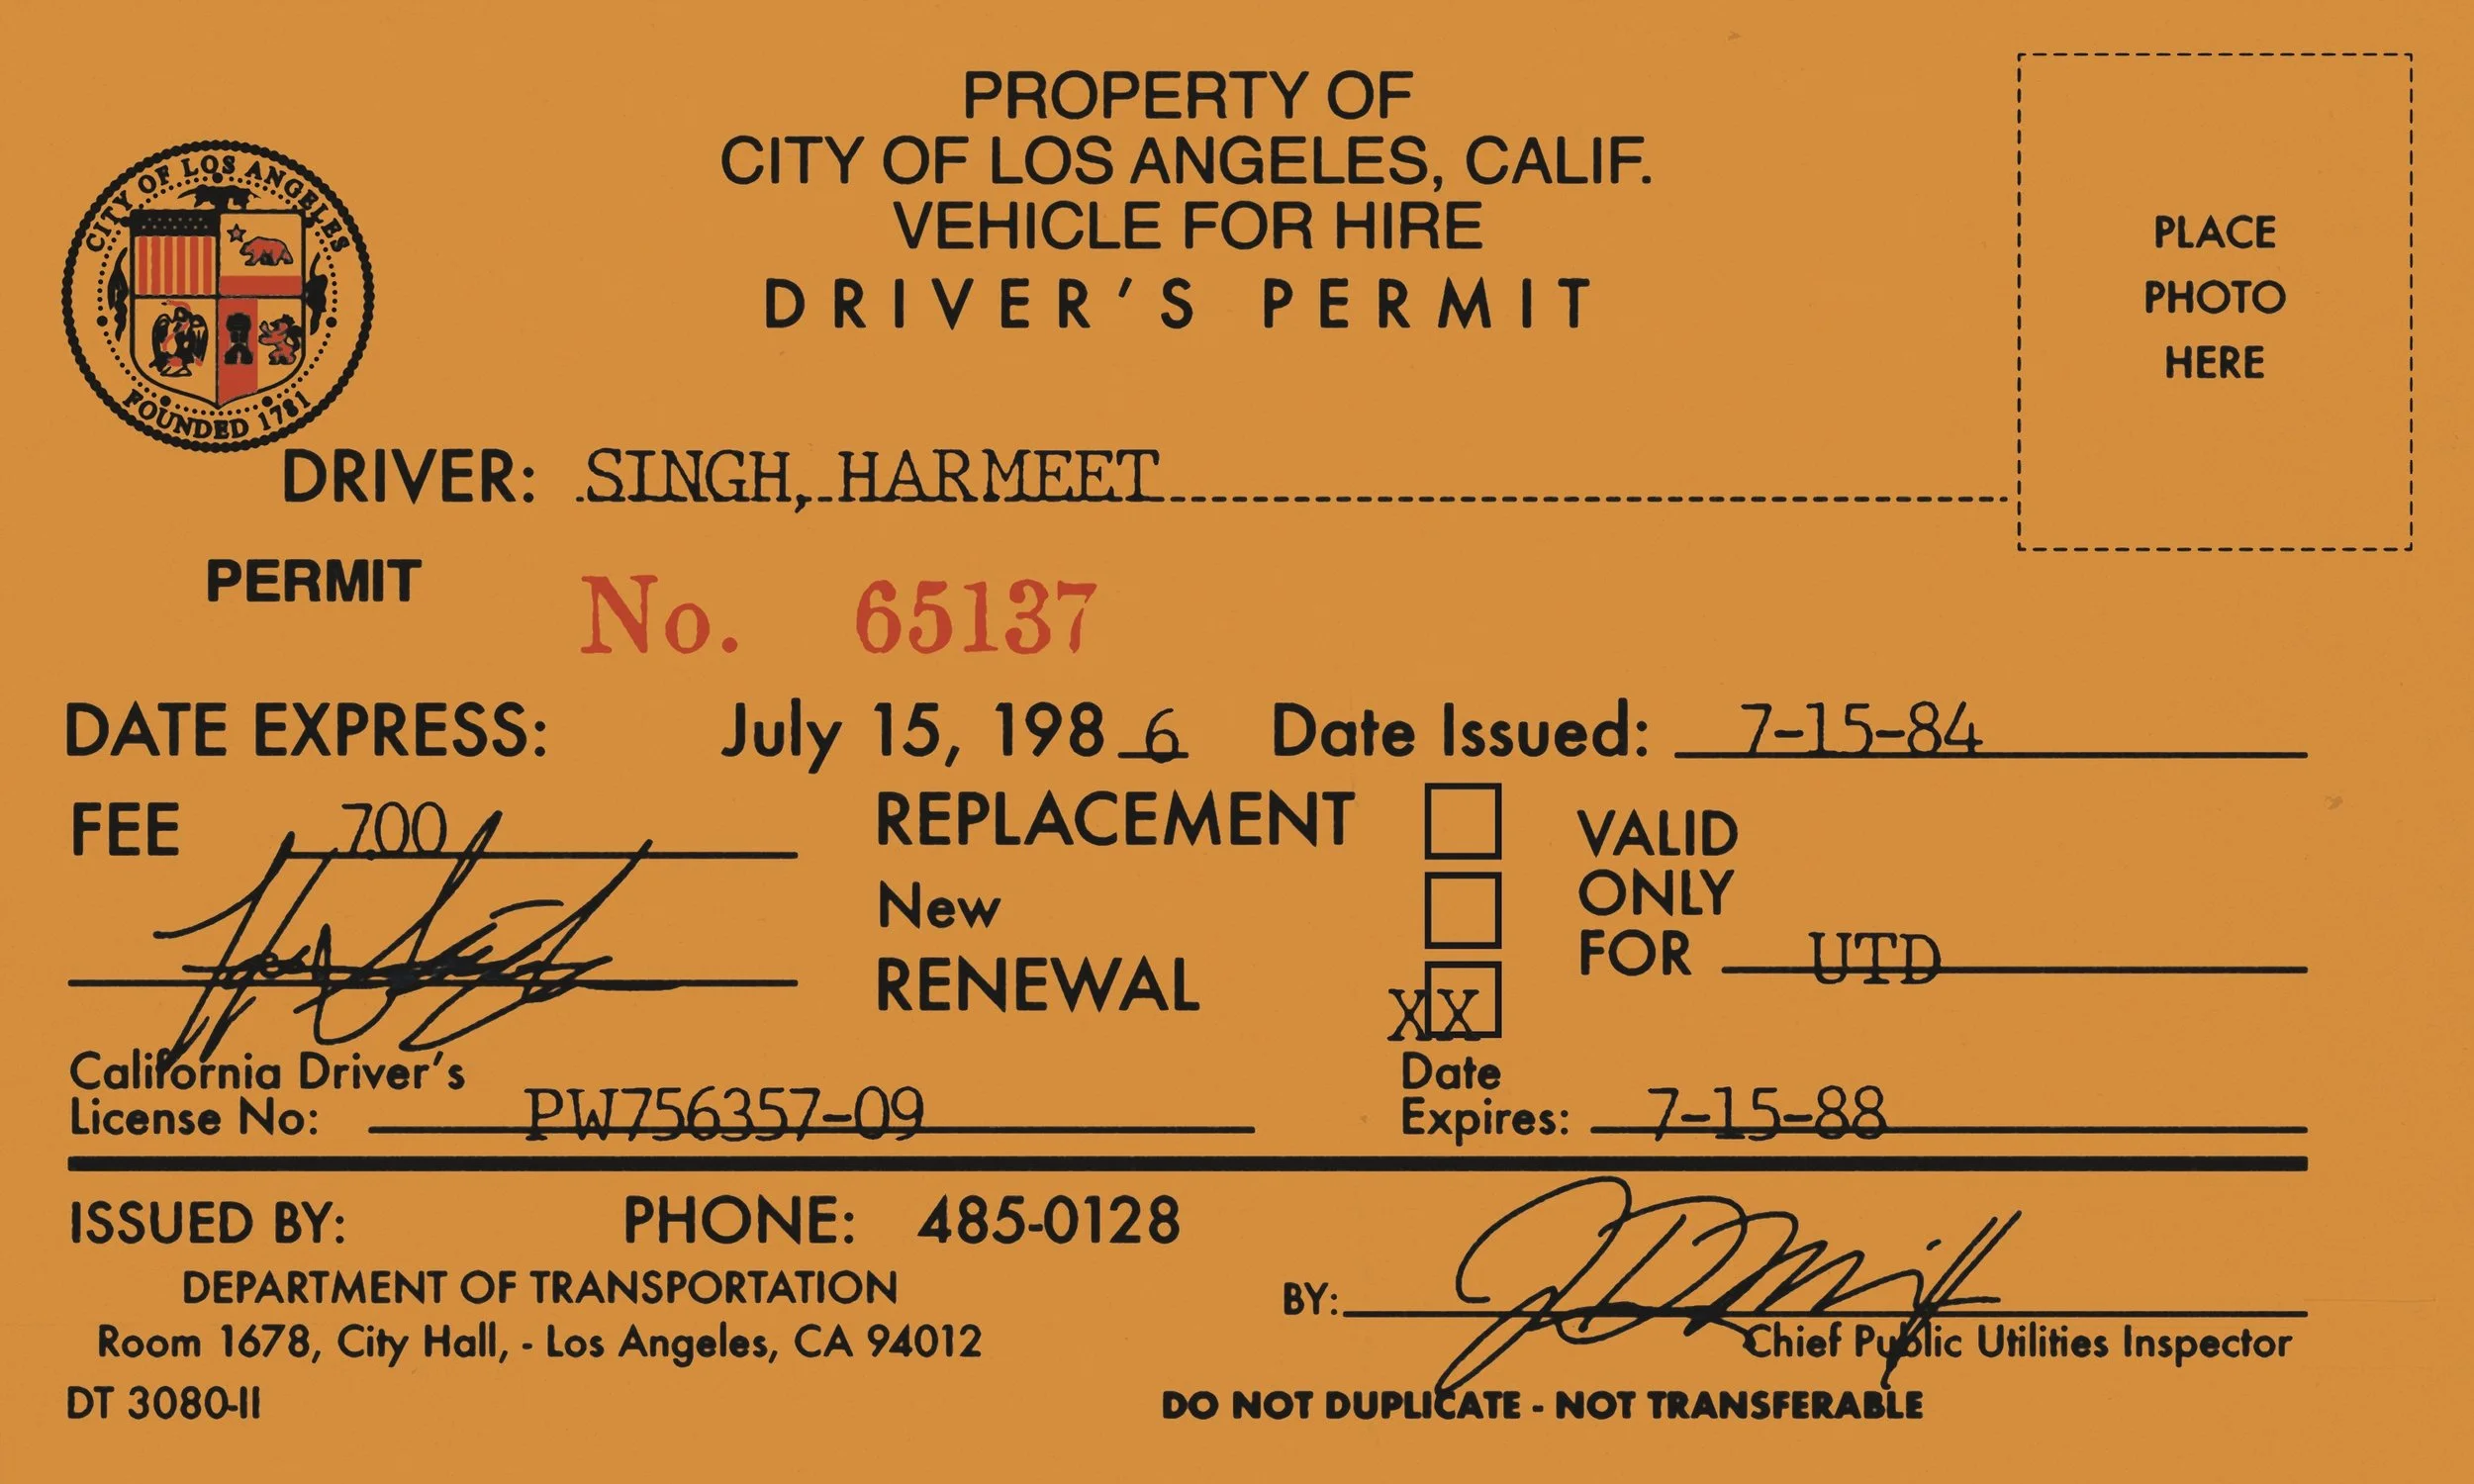 PROPERTY OF
CITY OF LOS ANGELES, CALIF.
VEHICLE FOR HIRE
DRIVER'S PERMIT
CITY OF LOS ANGELES
FOUNDED 1781
PLACE
PHOTO
HERE
DRIVER: SINGH, HARMEET
PERMIT No. 65137
DATE EXPRESS: July 15, 1986 Date Issued: 7-15-84
FEE 700
REPLACEMENT
New
RENEWAL XX
VALID
ONLY
FOR UTD
California Driver's
License No: PW756357-09
Date
Expires: 7-15-88
ISSUED BY: PHONE: 485-0128
DEPARTMENT OF TRANSPORTATION
Room 1678, City Hall, - Los Angeles, CA 94012
DT 3080-II
BY:
Chief Public Utilities Inspector
DO NOT DUPLICATE - NOT TRANSFERABLE